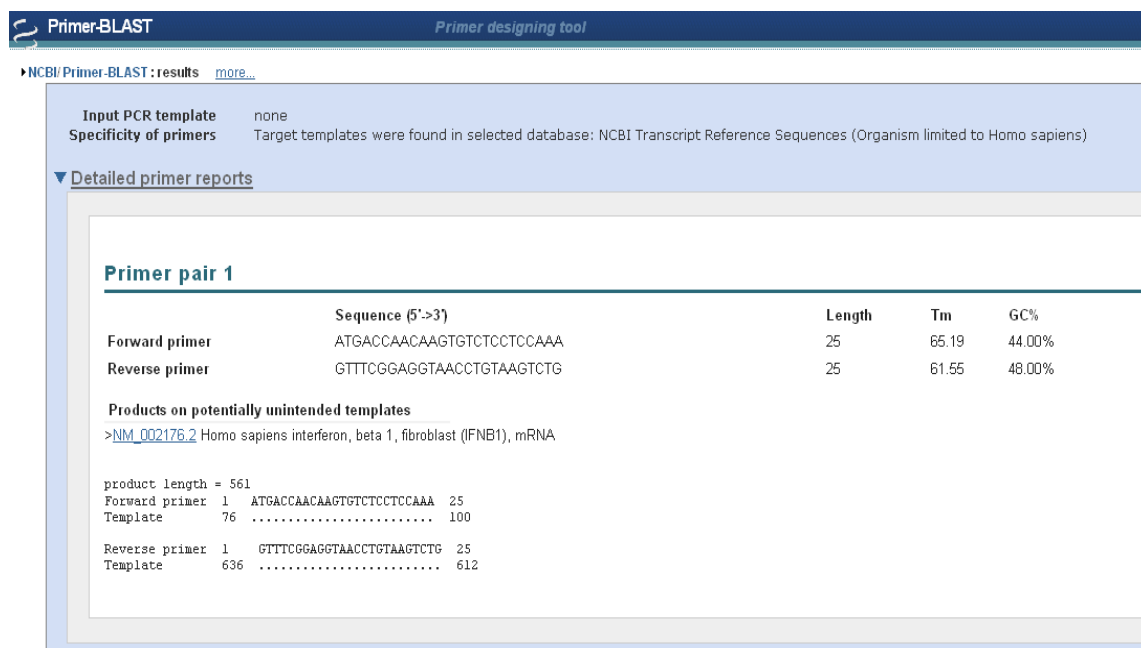 Primer-BLAST Primer designing tool
NCBI/ Primer-BLAST : results more...
Input PCR template none
Specificity of primers Target templates were found in selected database: NCBI Transcript Reference Sequences (Organism limited to Homo sapiens)
Detailed primer reports
Primer pair 1
Sequence (5'->3') Length Tm GC%
Forward primer ATGACCAACAAGTGTCTCCTCCAAA 25 65.19 44.00%
Reverse primer GTTTCGGAGGTAACCTGTAAGTCTG 25 61.55 48.00%
Products on potentially unintended templates
>NM_002176.2 Homo sapiens interferon, beta 1, fibroblast (IFNB1), mRNA
product length = 561
Forward primer 1 ATGACCAACAAGTGTCTCCTCCAAA 25
Template 76 ......................... 100
Reverse primer 1 GTTTCGGAGGTAACCTGTAAGTCTG 25
Template 636 ......................... 612